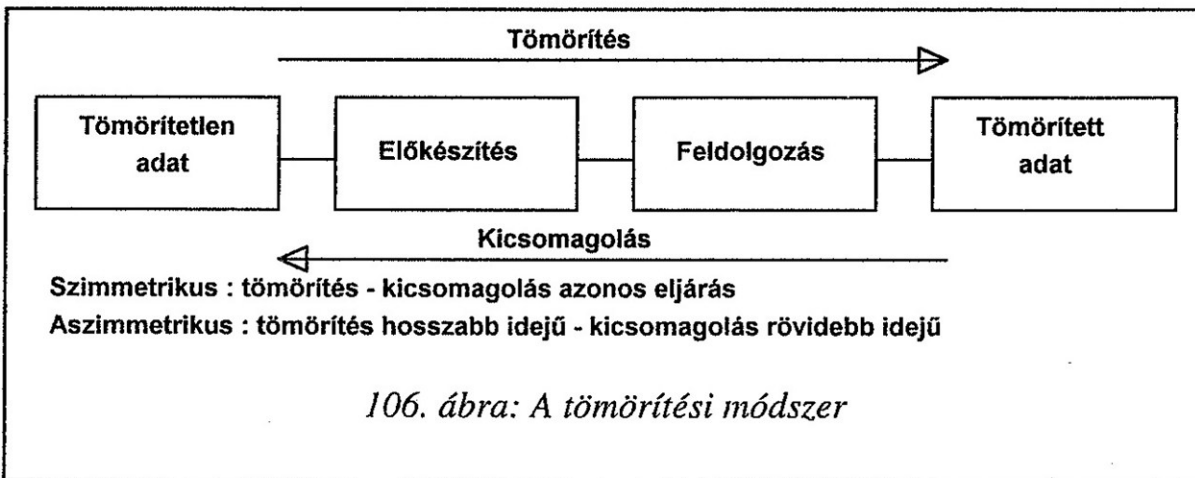 Tömörítés
Tömörítetlen
adat
Előkészítés
Feldolgozás
Tömörített
adat
Kicsomagolás
Szimmetrikus : tömörítés - kicsomagolás azonos eljárás
Aszimmetrikus : tömörítés hosszabb idejű - kicsomagolás rövidebb idejű
106. ábra: A tömörítési módszer